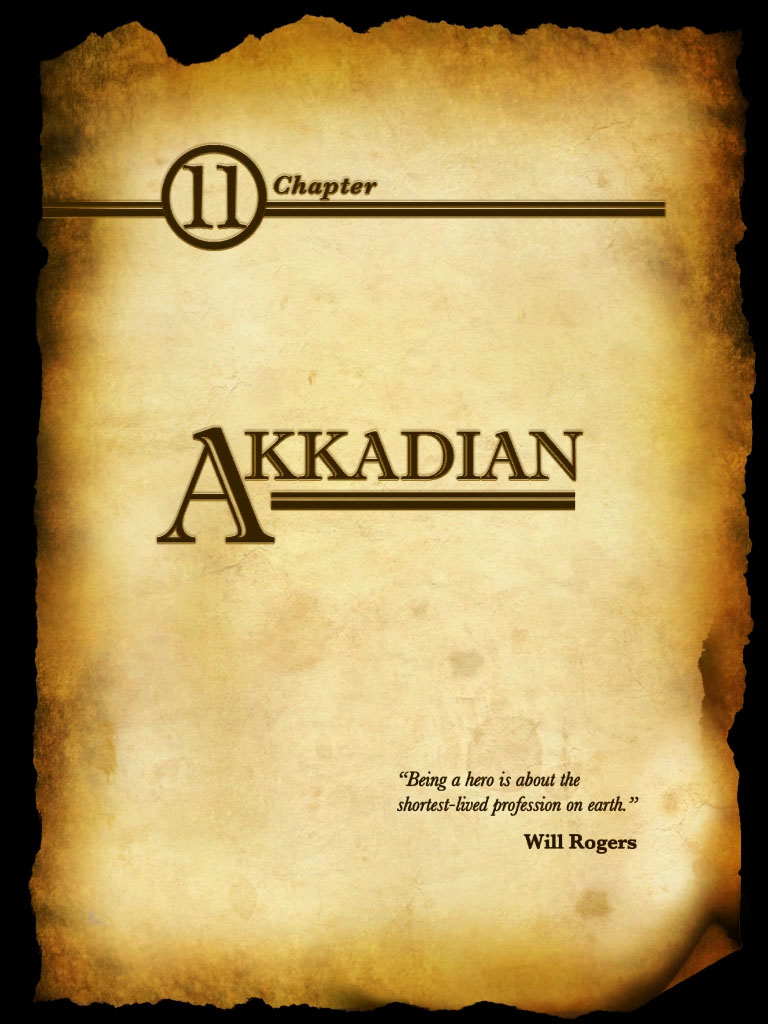 11 Chapter
AKKADIAN
“Being a hero is about the
shortest-lived profession on earth.”
Will Rogers